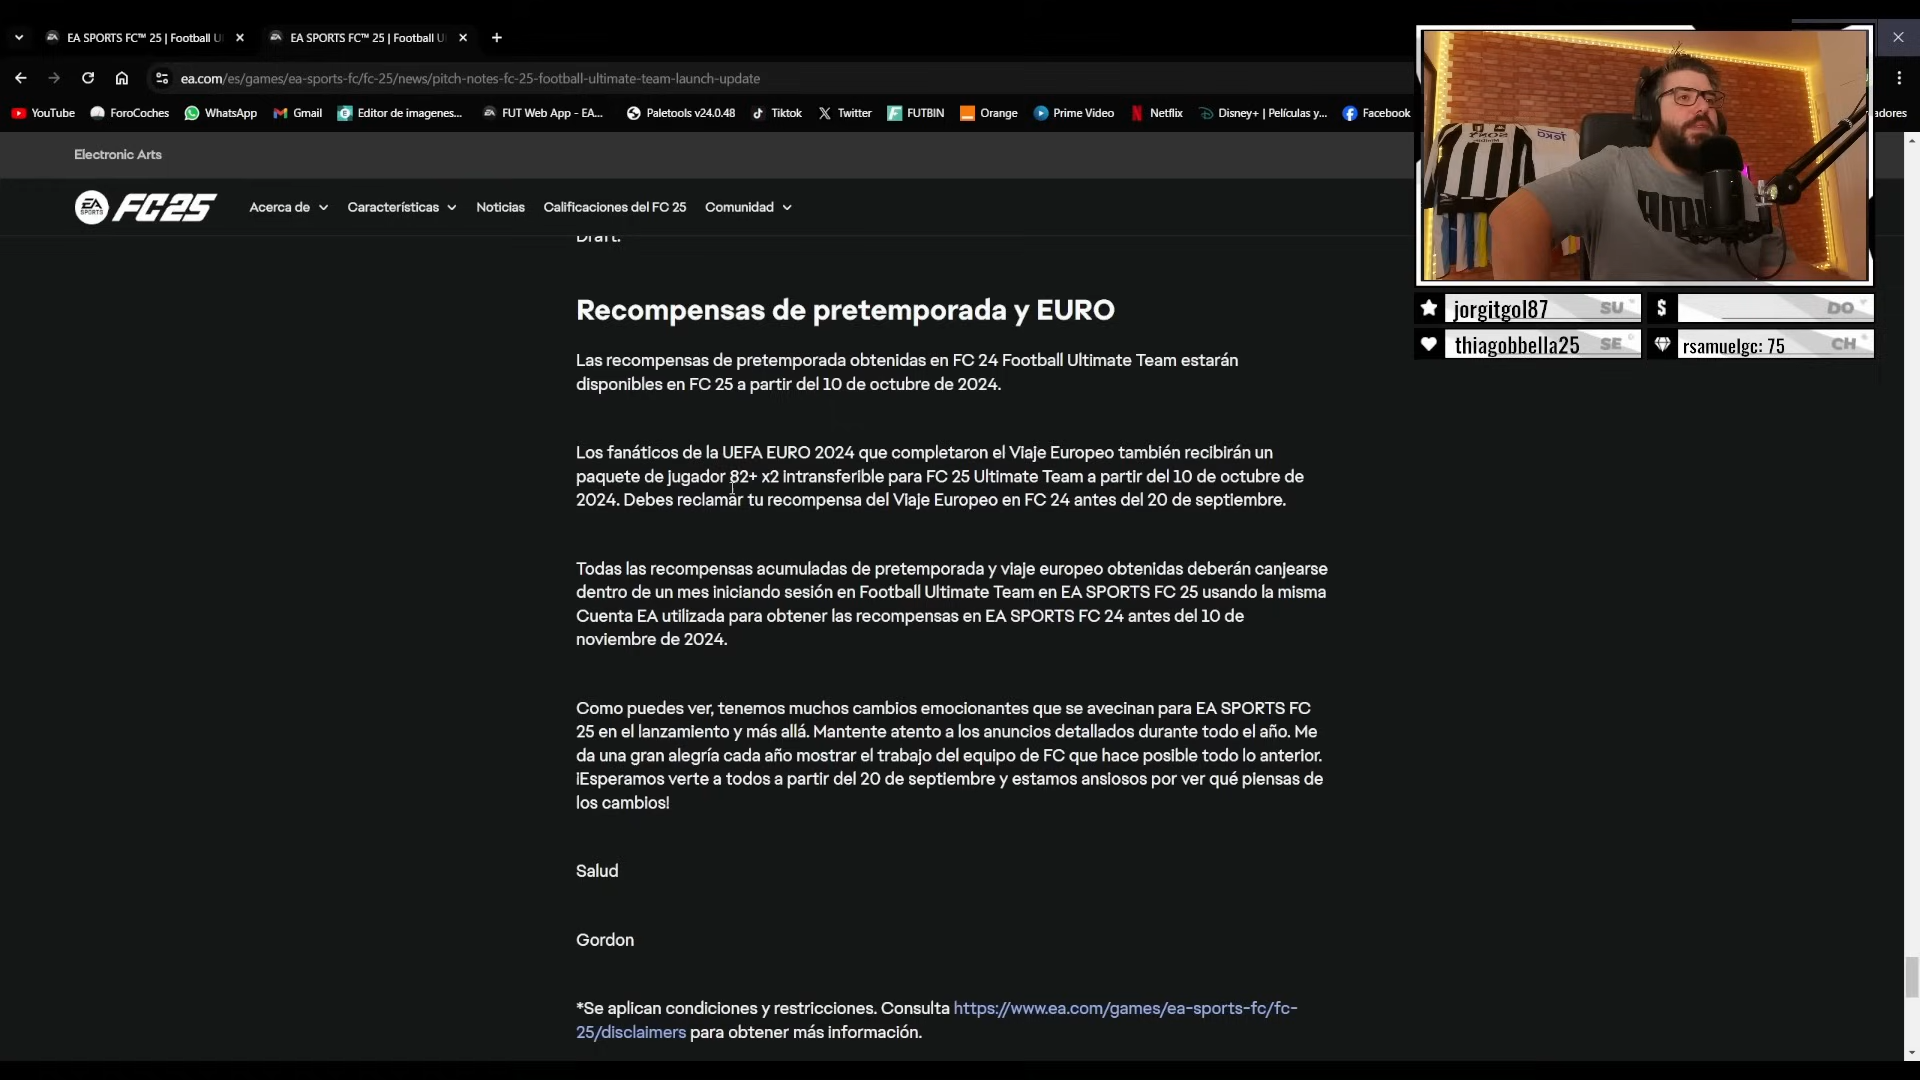 EA SPORTS FC™ 25 | Football U
EA SPORTS FC™ 25 | Football U
ea.com/es/games/ea-sports-fc/fc-25/news/pitch-notes-fc-25-football-ultimate-team-launch-update
YouTube
ForoCoches
WhatsApp
Gmail
Editor de imagenes...
FUT Web App - EA...
Paletools v24.0.48
Tiktok
Twitter
FUTBIN
Orange
Prime Video
Netflix
Disney+ | Películas y...
Facebook
adores
Electronic Arts
EA SPORTS FC25
Acerca de
Características
Noticias
Calificaciones del FC 25
Comunidad
jorgitgol87 SU
$ DO
thiagobbella25 SE
rsamuelgc: 75 CH
Draft.
Recompensas de pretemporada y EURO
Las recompensas de pretemporada obtenidas en FC 24 Football Ultimate Team estarán
disponibles en FC 25 a partir del 10 de octubre de 2024.
Los fanáticos de la UEFA EURO 2024 que completaron el Viaje Europeo también recibirán un
paquete de jugador 82+ x2 intransferible para FC 25 Ultimate Team a partir del 10 de octubre de
2024. Debes reclamar tu recompensa del Viaje Europeo en FC 24 antes del 20 de septiembre.
Todas las recompensas acumuladas de pretemporada y viaje europeo obtenidas deberán canjearse
dentro de un mes iniciando sesión en Football Ultimate Team en EA SPORTS FC 25 usando la misma
Cuenta EA utilizada para obtener las recompensas en EA SPORTS FC 24 antes del 10 de
noviembre de 2024.
Como puedes ver, tenemos muchos cambios emocionantes que se avecinan para EA SPORTS FC
25 en el lanzamiento y más allá. Mantente atento a los anuncios detallados durante todo el año. Me
da una gran alegría cada año mostrar el trabajo del equipo de FC que hace posible todo lo anterior.
¡Esperamos verte a todos a partir del 20 de septiembre y estamos ansiosos por ver qué piensas de
los cambios!
Salud
Gordon
*Se aplican condiciones y restricciones. Consulta https://www.ea.com/games/ea-sports-fc/fc-
25/disclaimers para obtener más información.